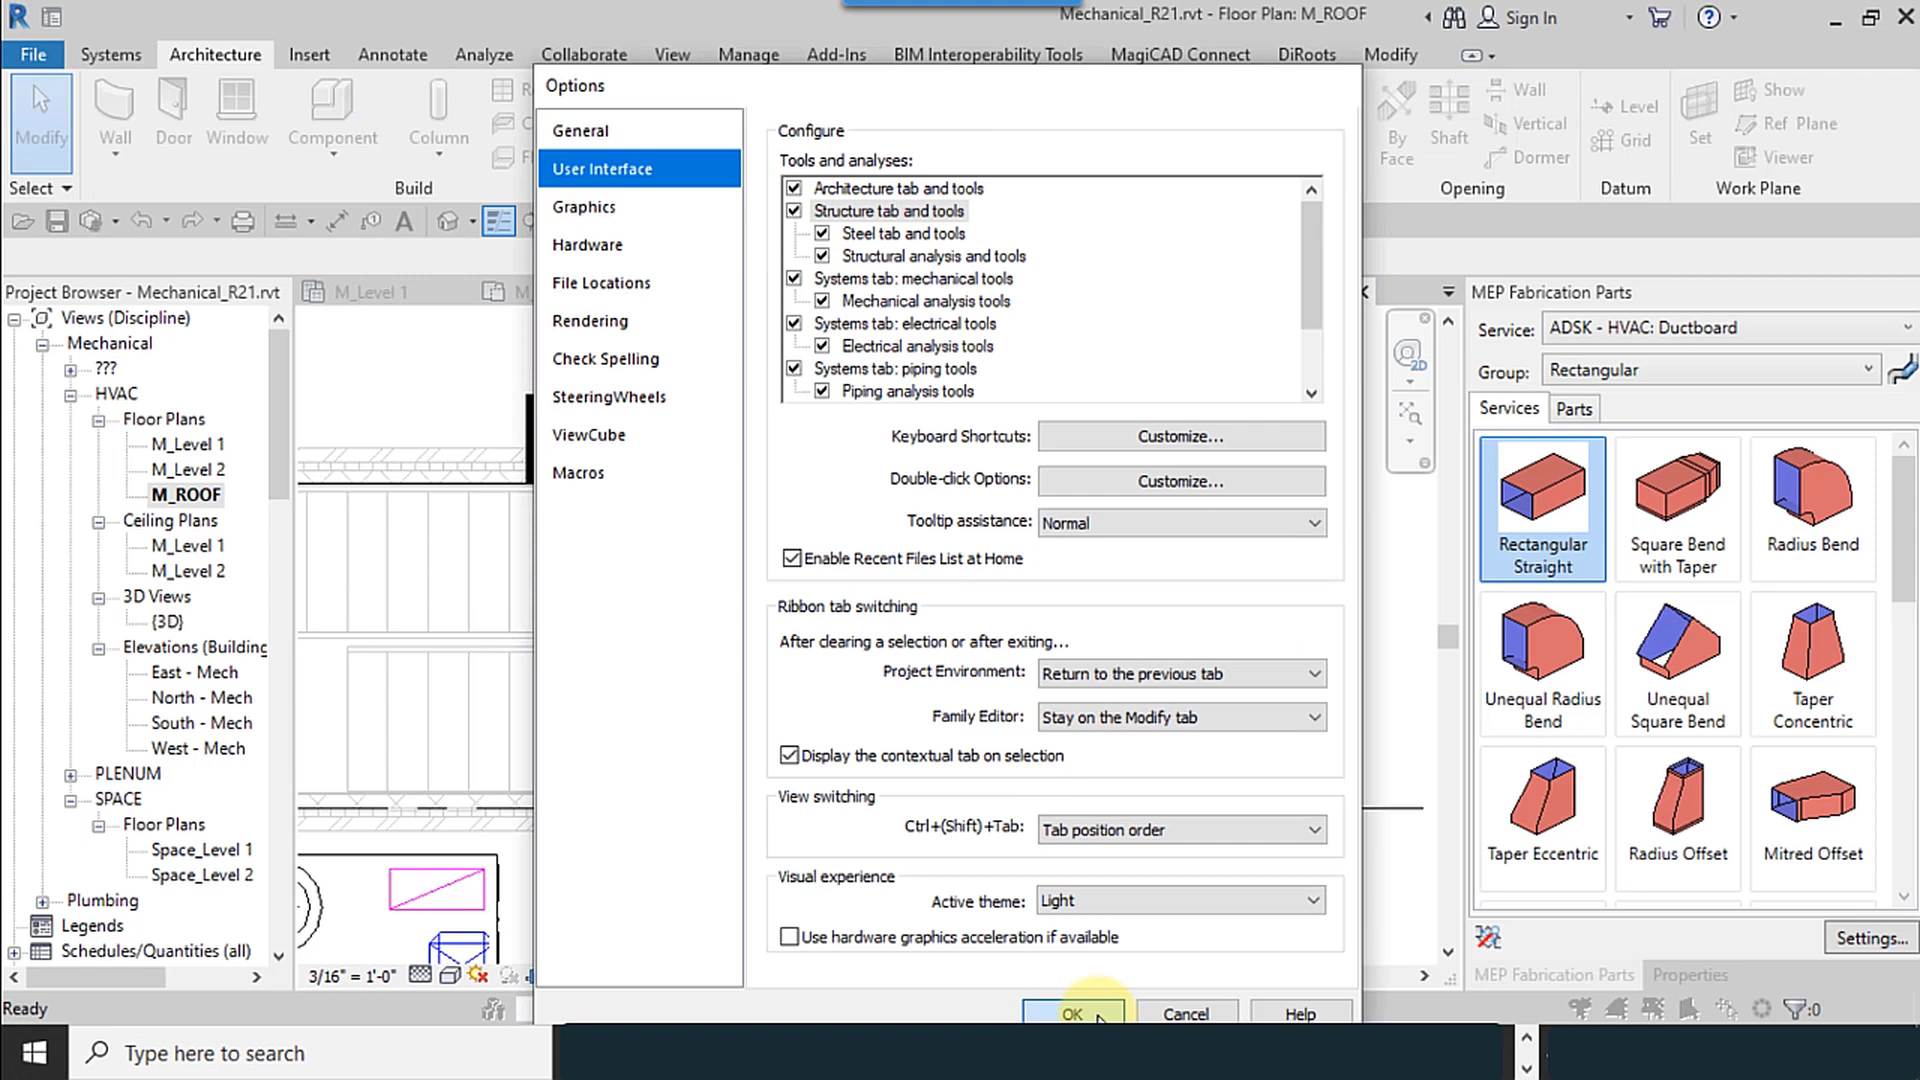 Mechanical_R21.rvt - Floor Plan: M_ROOF
Sign In
File Systems Architecture Insert Annotate Analyze Collaborate View Manage Add-Ins BIM Interoperability Tools MagiCAD Connect DiRoots Modify
Modify
Wall
Door
Window
Component
Column
Select
Build
By Face
Shaft
Wall
Vertical
Dormer
Opening
Level
Grid
Datum
Set
Show
Ref Plane
Viewer
Work Plane
Project Browser - Mechanical_R21.rvt
M_Level 1
Views (Discipline)
Mechanical
???
HVAC
Floor Plans
M_Level 1
M_Level 2
M_ROOF
Ceiling Plans
M_Level 1
M_Level 2
3D Views
{3D}
Elevations (Building
East - Mech
North - Mech
South - Mech
West - Mech
PLENUM
SPACE
Floor Plans
Space_Level 1
Space_Level 2
Plumbing
Legends
Schedules/Quantities (all)
3/16" = 1'-0"
Ready
Options
General
User Interface
Graphics
Hardware
File Locations
Rendering
Check Spelling
SteeringWheels
ViewCube
Macros
Configure
Tools and analyses:
Architecture tab and tools
Structure tab and tools
Steel tab and tools
Structural analysis and tools
Systems tab: mechanical tools
Mechanical analysis tools
Systems tab: electrical tools
Electrical analysis tools
Systems tab: piping tools
Piping analysis tools
Keyboard Shortcuts: Customize...
Double-click Options: Customize...
Tooltip assistance: Normal
Enable Recent Files List at Home
Ribbon tab switching
After clearing a selection or after exiting...
Project Environment: Return to the previous tab
Family Editor: Stay on the Modify tab
Display the contextual tab on selection
View switching
Ctrl+(Shift)+Tab: Tab position order
Visual experience
Active theme: Light
Use hardware graphics acceleration if available
OK Cancel Help
2D
MEP Fabrication Parts
Service: ADSK - HVAC: Ductboard
Group: Rectangular
Services Parts
Rectangular Straight
Square Bend with Taper
Radius Bend
Unequal Radius Bend
Unequal Square Bend
Taper Concentric
Taper Eccentric
Radius Offset
Mitred Offset
Settings...
MEP Fabrication Parts Properties
:0
Type here to search